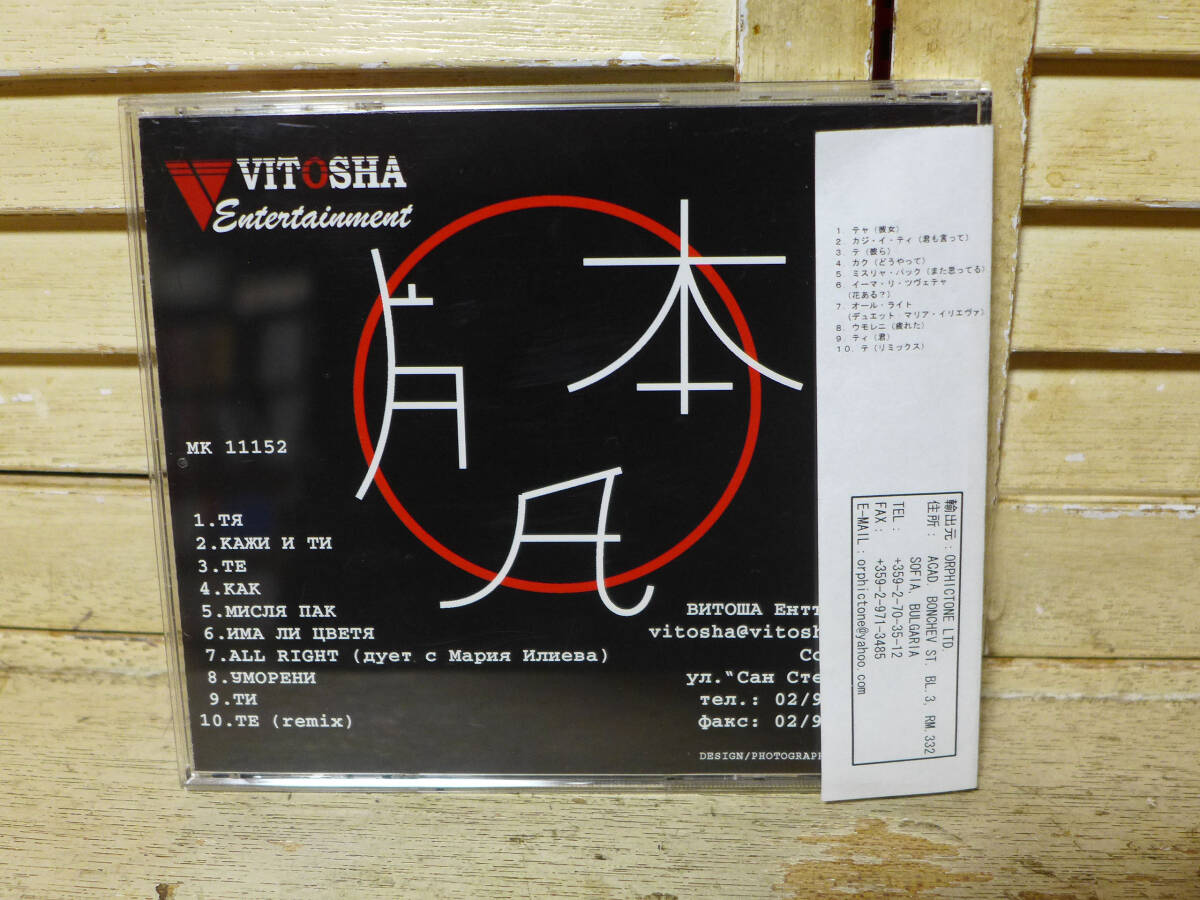 VITOSHA
Entertainment
本
MK 11152
1.ТЯ
2.КАЖИ И ТИ
3.ТЕ
4.КАК
5.МИСЛЯ ПАК
6.ИМА ЛИ ЦВЕТЯ
7.ALL RIGHT (дует с Мария Илиева)
8.УМОРЕНИ
9.ТИ
10.ТЕ (remix)
ВИТОША Ентт
vitosha@vitosh
Со
ул."Сан Сте
тел.: 02/9
факс: 02/9
DESIGN/PHOTOGRAPH
1. テャ (彼女)
2. カジ・イ・ティ (君も言って)
3. テ (彼ら)
4. カク (どうやって)
5. ミスリャ・パック (また思ってる)
6. イーマ・リ・ツヴェテャ
(花ある?)
7. オール・ライト
(デュエット マリア・イリエヴァ)
8. ウモレニ (疲れた)
9. ティ (君)
10. テ (リミックス)
輸出元 : ORPHICTONE LTD.
住所 : ACAD. BONCHEV ST. BL.3, RM.332
SOFIA, BULGARIA
TEL : +359-2-70-35-12
FAX : +359-2-971-3485
E-MAIL : orphictone@yahoo.com